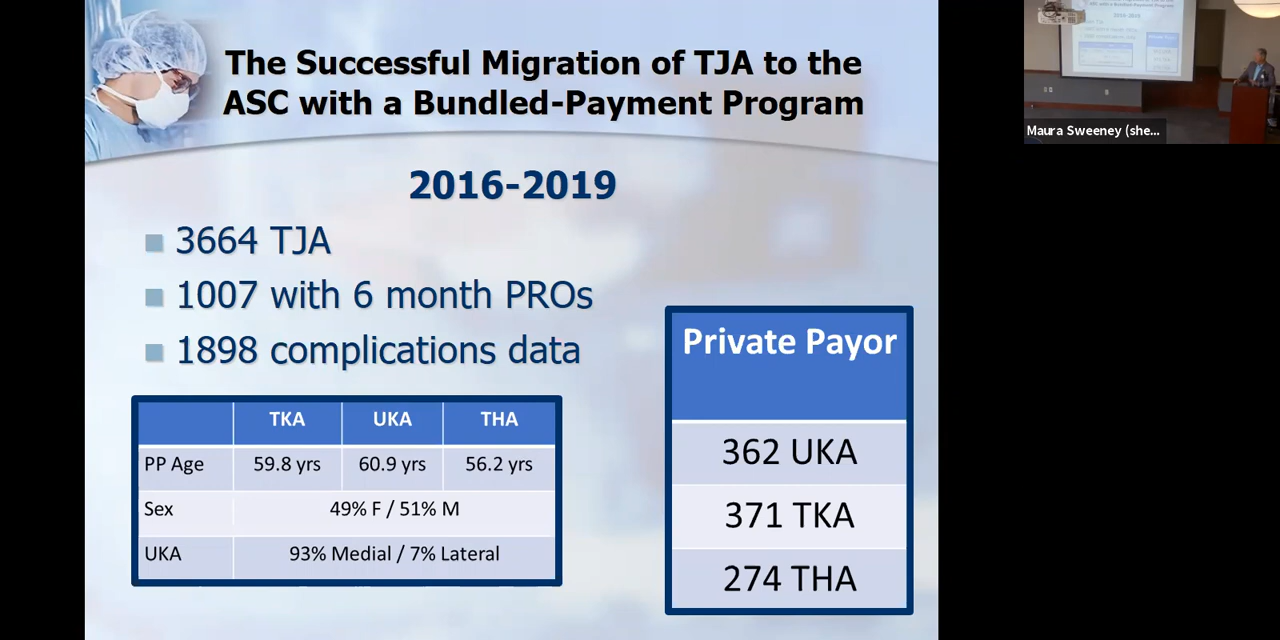 The Successful Migration of TJA to the
ASC with a Bundled-Payment Program
2016-2019
3664 TJA
1007 with 6 month PROs
1898 complications data
TKA UKA THA
PP Age 59.8 yrs 60.9 yrs 56.2 yrs
Sex 49% F / 51% M
UKA 93% Medial / 7% Lateral
Private Payor
362 UKA
371 TKA
274 THA
Maura Sweeney (she...